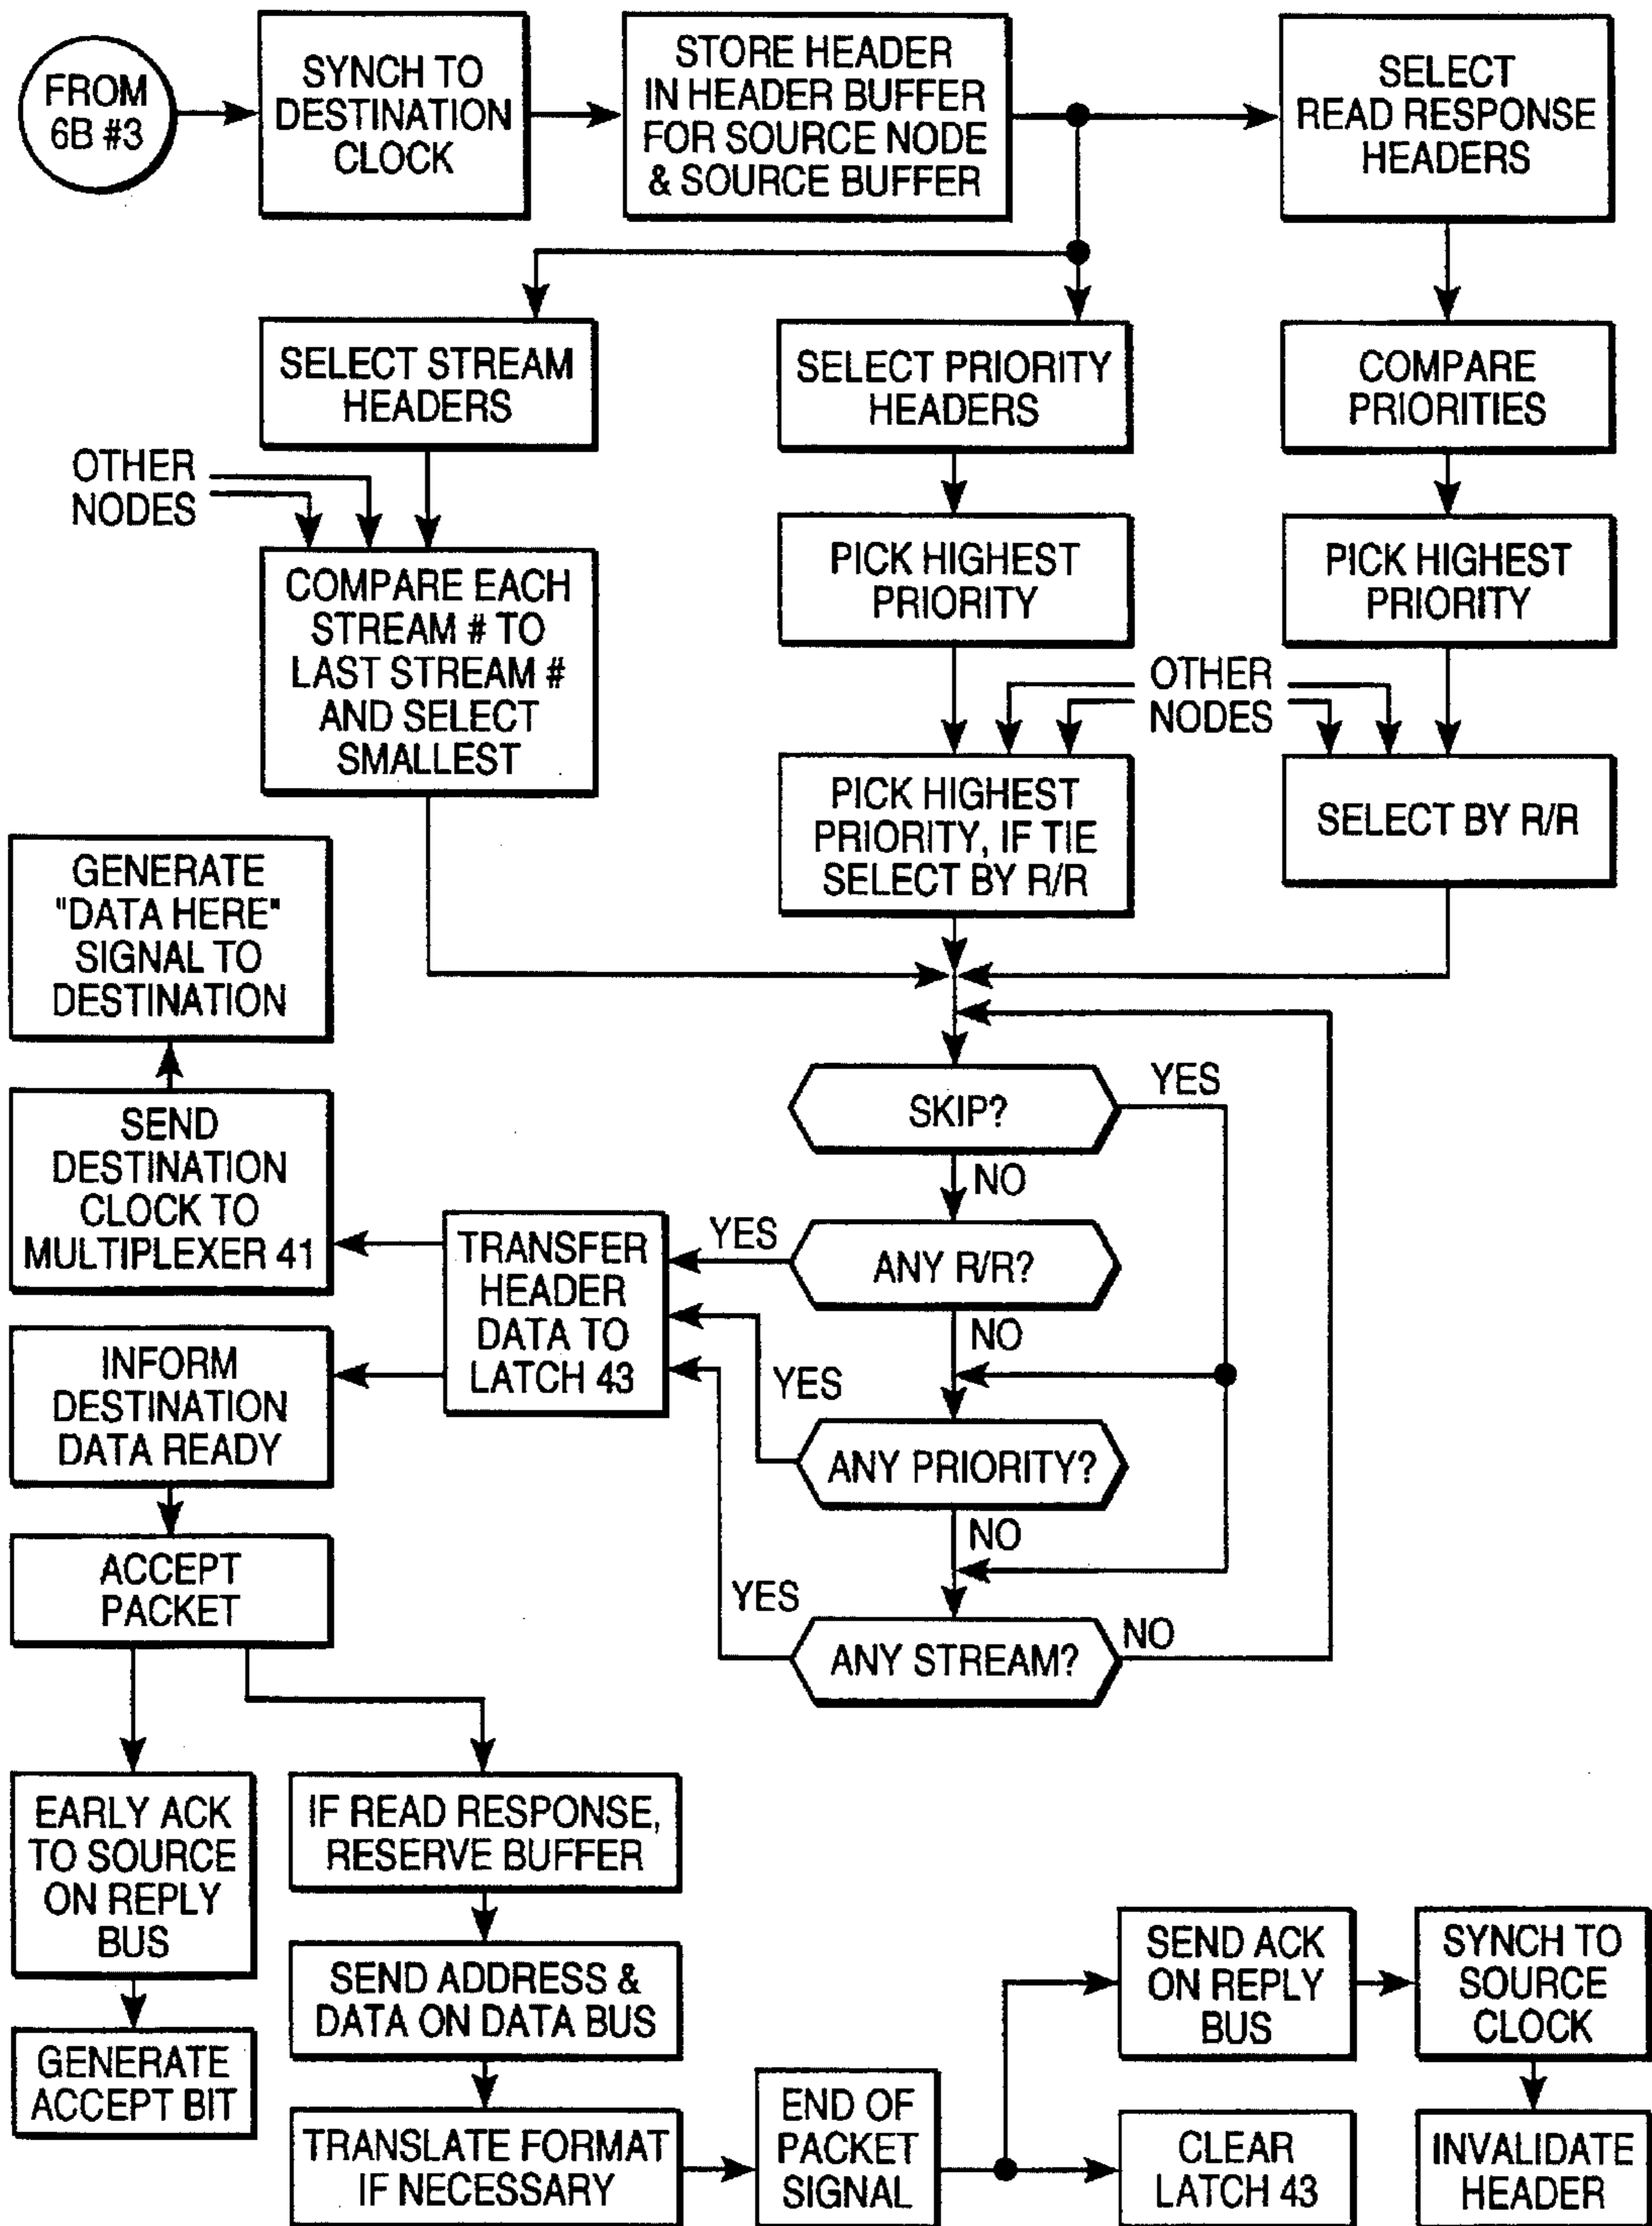 FROM
6B #3
SYNCH TO
DESTINATION
CLOCK
STORE HEADER
IN HEADER BUFFER
FOR SOURCE NODE
& SOURCE BUFFER
SELECT
READ RESPONSE
HEADERS
SELECT STREAM
HEADERS
SELECT PRIORITY
HEADERS
COMPARE
PRIORITIES
OTHER
NODES
PICK HIGHEST
PRIORITY
PICK HIGHEST
PRIORITY
COMPARE EACH
STREAM # TO
LAST STREAM #
AND SELECT
SMALLEST
OTHER
NODES
PICK HIGHEST
PRIORITY, IF TIE
SELECT BY R/R
SELECT BY R/R
GENERATE
"DATA HERE"
SIGNAL TO
DESTINATION
SKIP?
YES
NO
SEND
DESTINATION
CLOCK TO
MULTIPLEXER 41
TRANSFER
HEADER
DATA TO
LATCH 43
YES
ANY R/R?
NO
INFORM
DESTINATION
DATA READY
YES
ANY PRIORITY?
NO
ACCEPT
PACKET
YES
ANY STREAM?
NO
EARLY ACK
TO SOURCE
ON REPLY
BUS
IF READ RESPONSE,
RESERVE BUFFER
SEND ADDRESS &
DATA ON DATA BUS
SEND ACK
ON REPLY
BUS
SYNCH TO
SOURCE
CLOCK
GENERATE
ACCEPT BIT
TRANSLATE FORMAT
IF NECESSARY
END OF
PACKET
SIGNAL
CLEAR
LATCH 43
INVALIDATE
HEADER